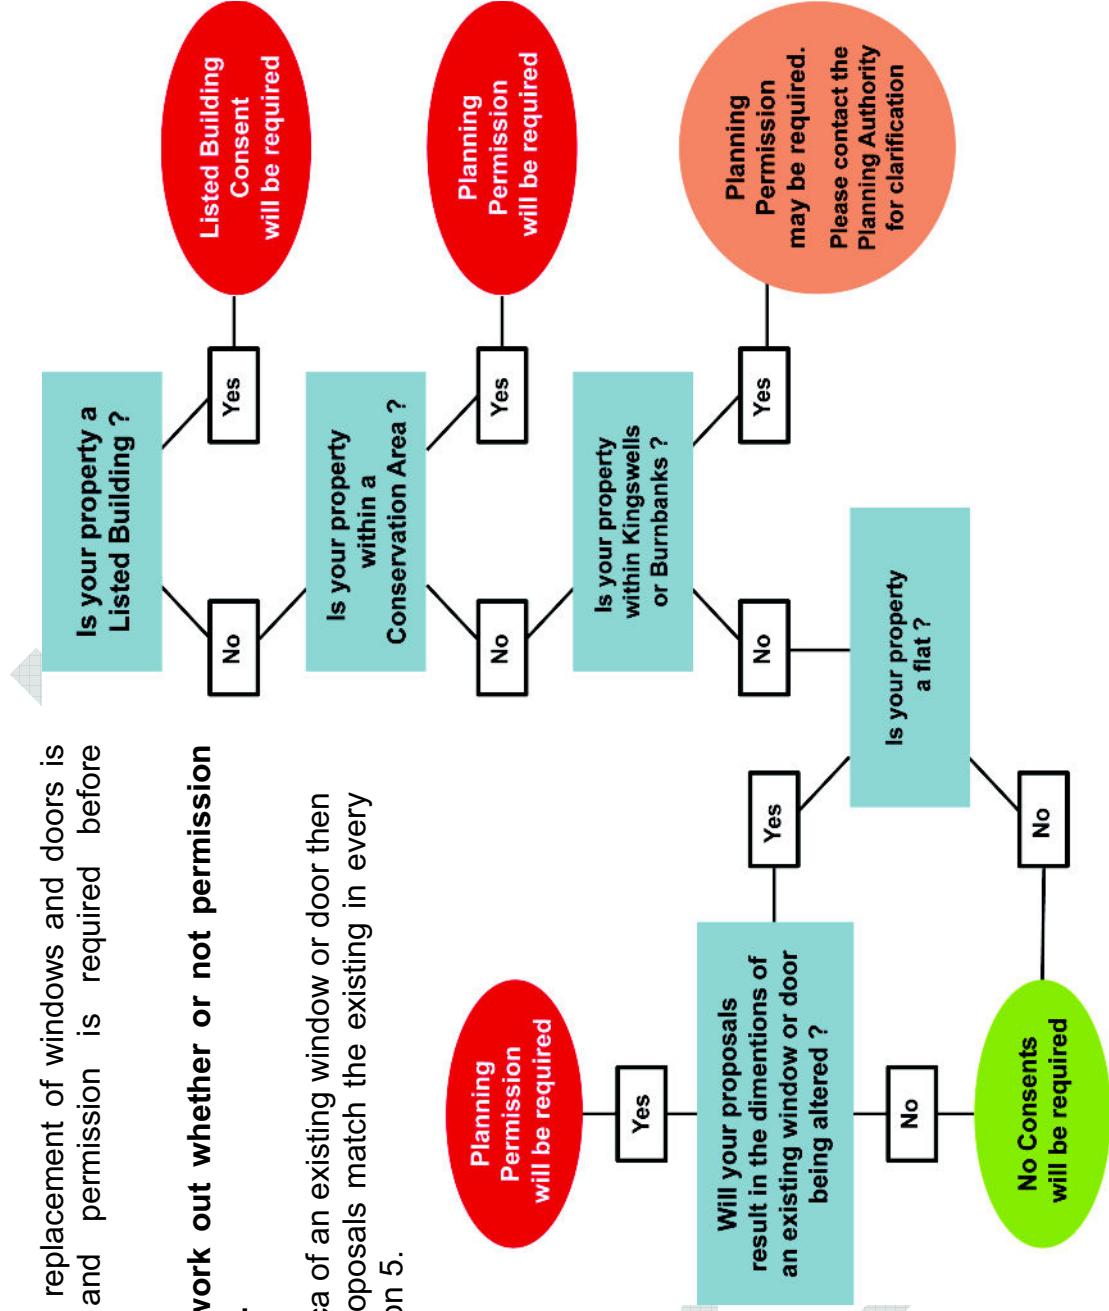 replacement of windows and doors is
and permission is required before
work out whether or not permission
of an existing window or door then
match the existing in every
5.
Is your property a
Listed Building ?
Yes
Listed Building
Consent
will be required
No
Is your property
within a
Conservation Area ?
Yes
Planning
Permission
will be required
No
Is your property
within Kingswells
or Burnbanks ?
Yes
Planning
Permission
may be required.
Please contact the
Planning Authority
for clarification
No
Is your property
a flat ?
Yes
No
Will your proposals
result in the dimentions of
an existing window or door
being altered ?
Yes
Planning
Permission
will be required
No
No Consents
will be required